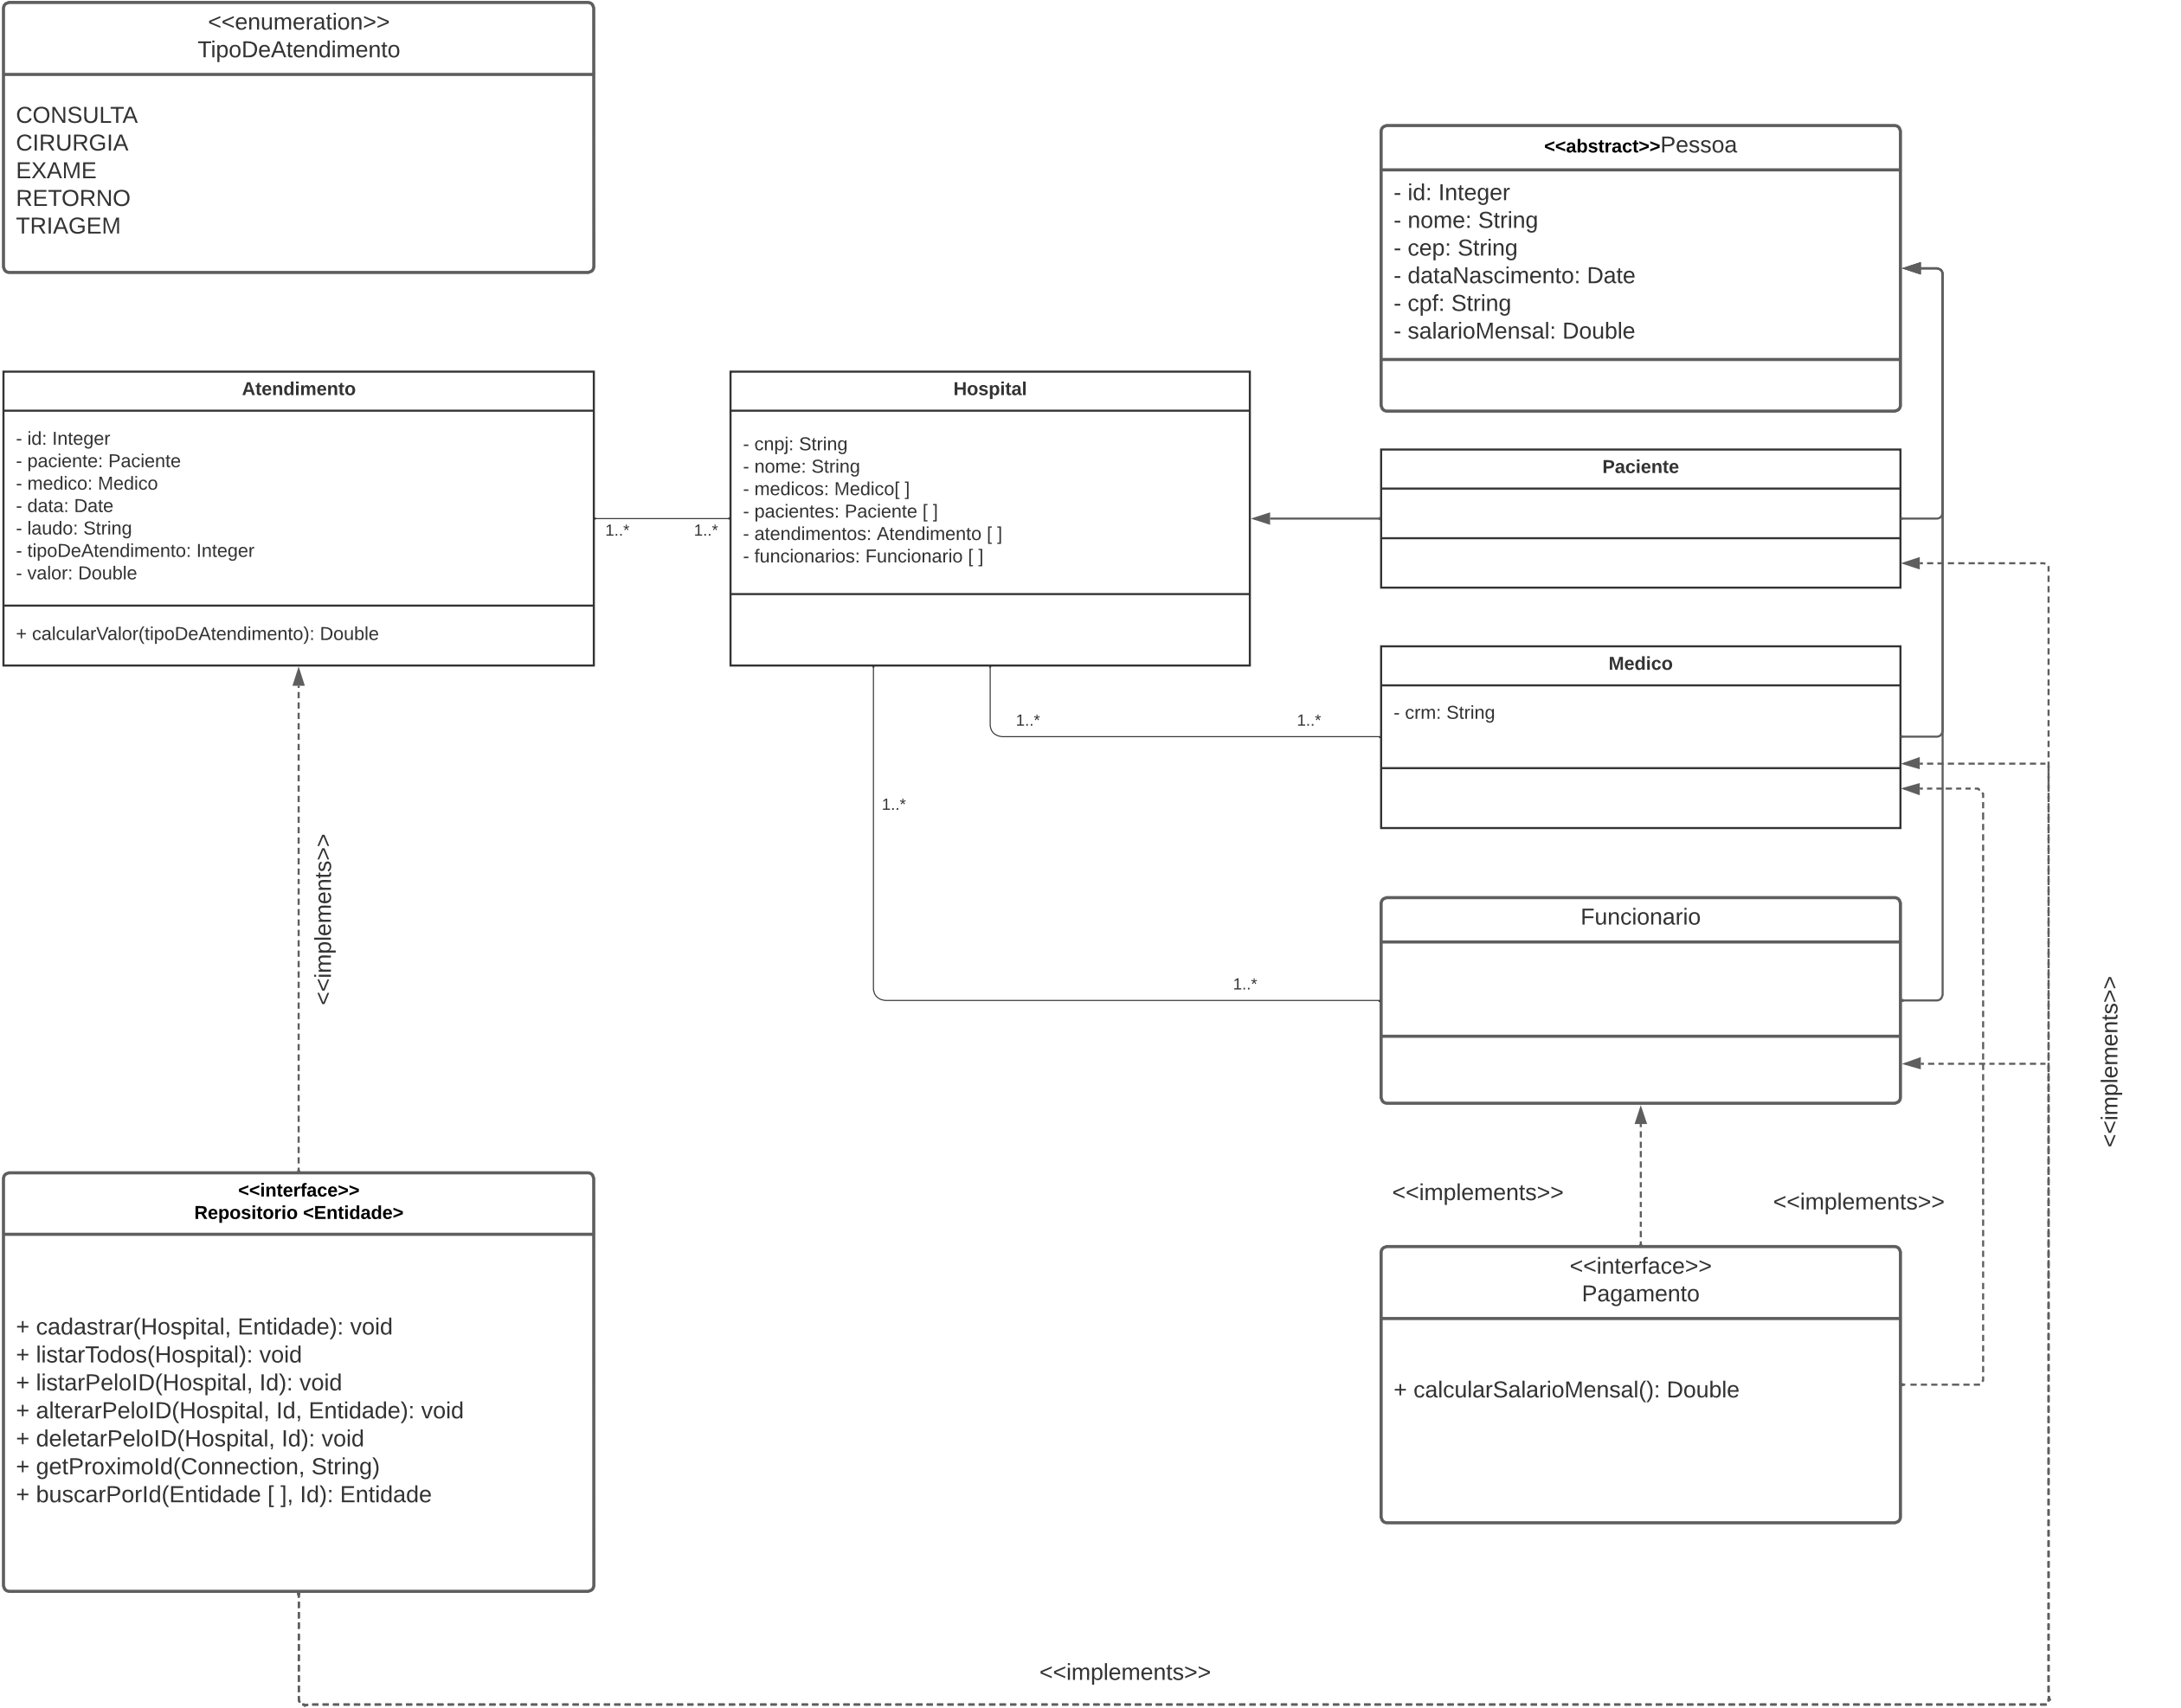 <<enumeration>>
TipoDeAtendimento
CONSULTA
CIRURGIA
EXAME
RETORNO
TRIAGEM
<<abstract>>Pessoa
- id: Integer
- nome: String
- cep: String
- dataNascimento: Date
- cpf: String
- salarioMensal: Double
Atendimento
- id: Integer
- paciente: Paciente
- medico: Medico
- data: Date
- laudo: String
- tipoDeAtendimento: Integer
- valor: Double
+ calcularValor(tipoDeAtendimento): Double
1..*
1..*
Hospital
- cnpj: String
- nome: String
- medicos: Medico[ ]
- pacientes: Paciente [ ]
- atendimentos: Atendimento [ ]
- funcionarios: Funcionario [ ]
Paciente
Medico
- crm: String
1..*
1..*
1..*
1..*
Funcionario
<<implements>>
<<implements>>
<<implements>>
<<implements>>
<<interface>>
Repositorio <Entidade>
+ cadastrar(Hospital, Entidade): void
+ listarTodos(Hospital): void
+ listarPeloID(Hospital, Id): void
+ alterarPeloID(Hospital, Id, Entidade): void
+ deletarPeloID(Hospital, Id): void
+ getProximoId(Connection, String)
+ buscarPorId(Entidade [ ], Id): Entidade
<<interface>>
Pagamento
+ calcularSalarioMensal(): Double
<<implements>>